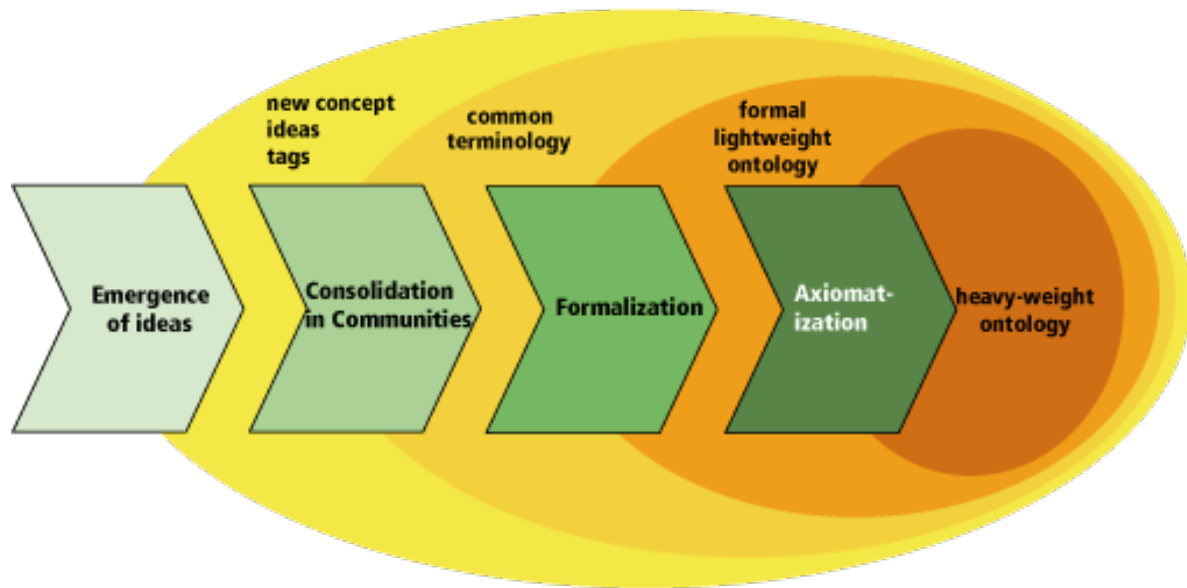 new concept
ideas
tags
common
terminology
formal
lightweight
ontology
Emergence
of ideas
Consolidation
in Communities
Formalization
Axiomat-
ization
heavy-weight
ontology